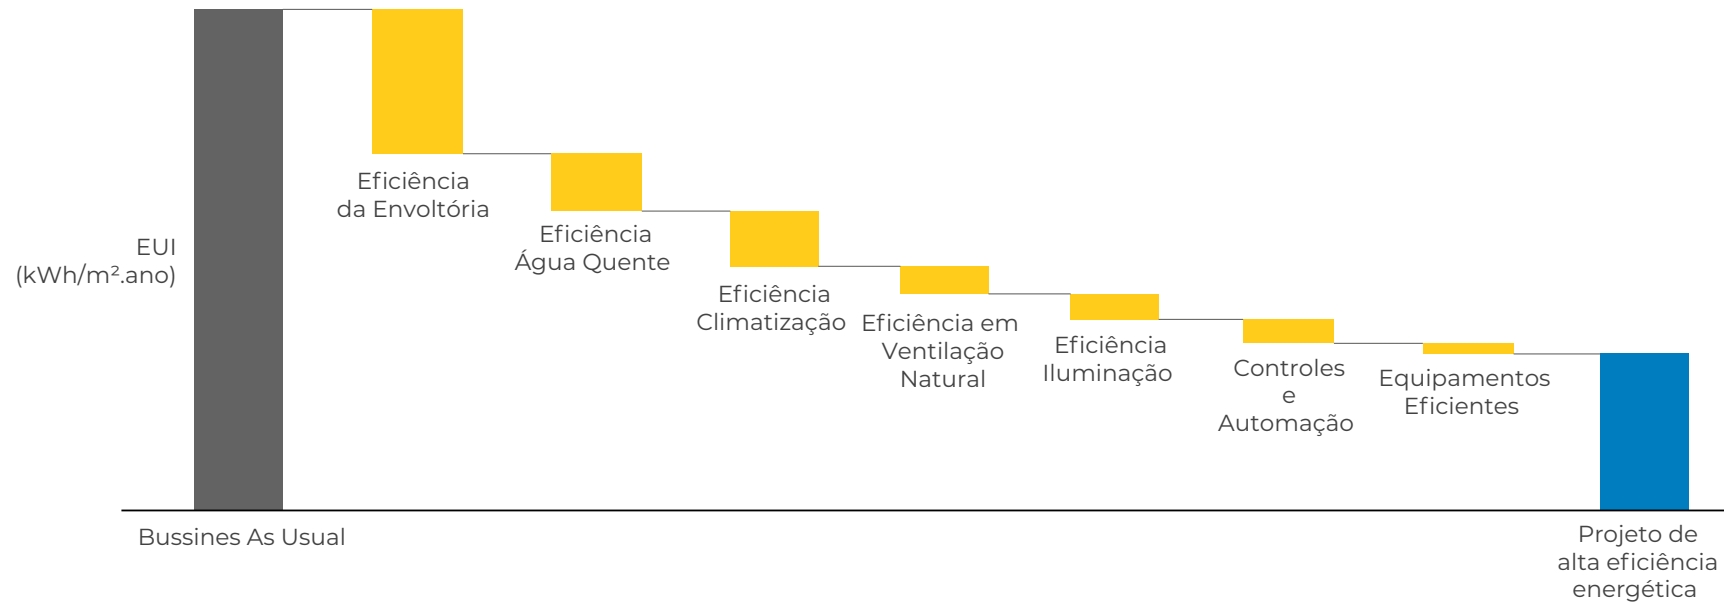 EUI
(kWh/m².ano)
Eficiência
da Envoltória
Eficiência
Água Quente
Eficiência
Climatização
Eficiência em
Ventilação
Natural
Eficiência
Iluminação
Controles
e
Automação
Equipamentos
Eficientes
Bussines As Usual
Projeto de
alta eficiência
energética